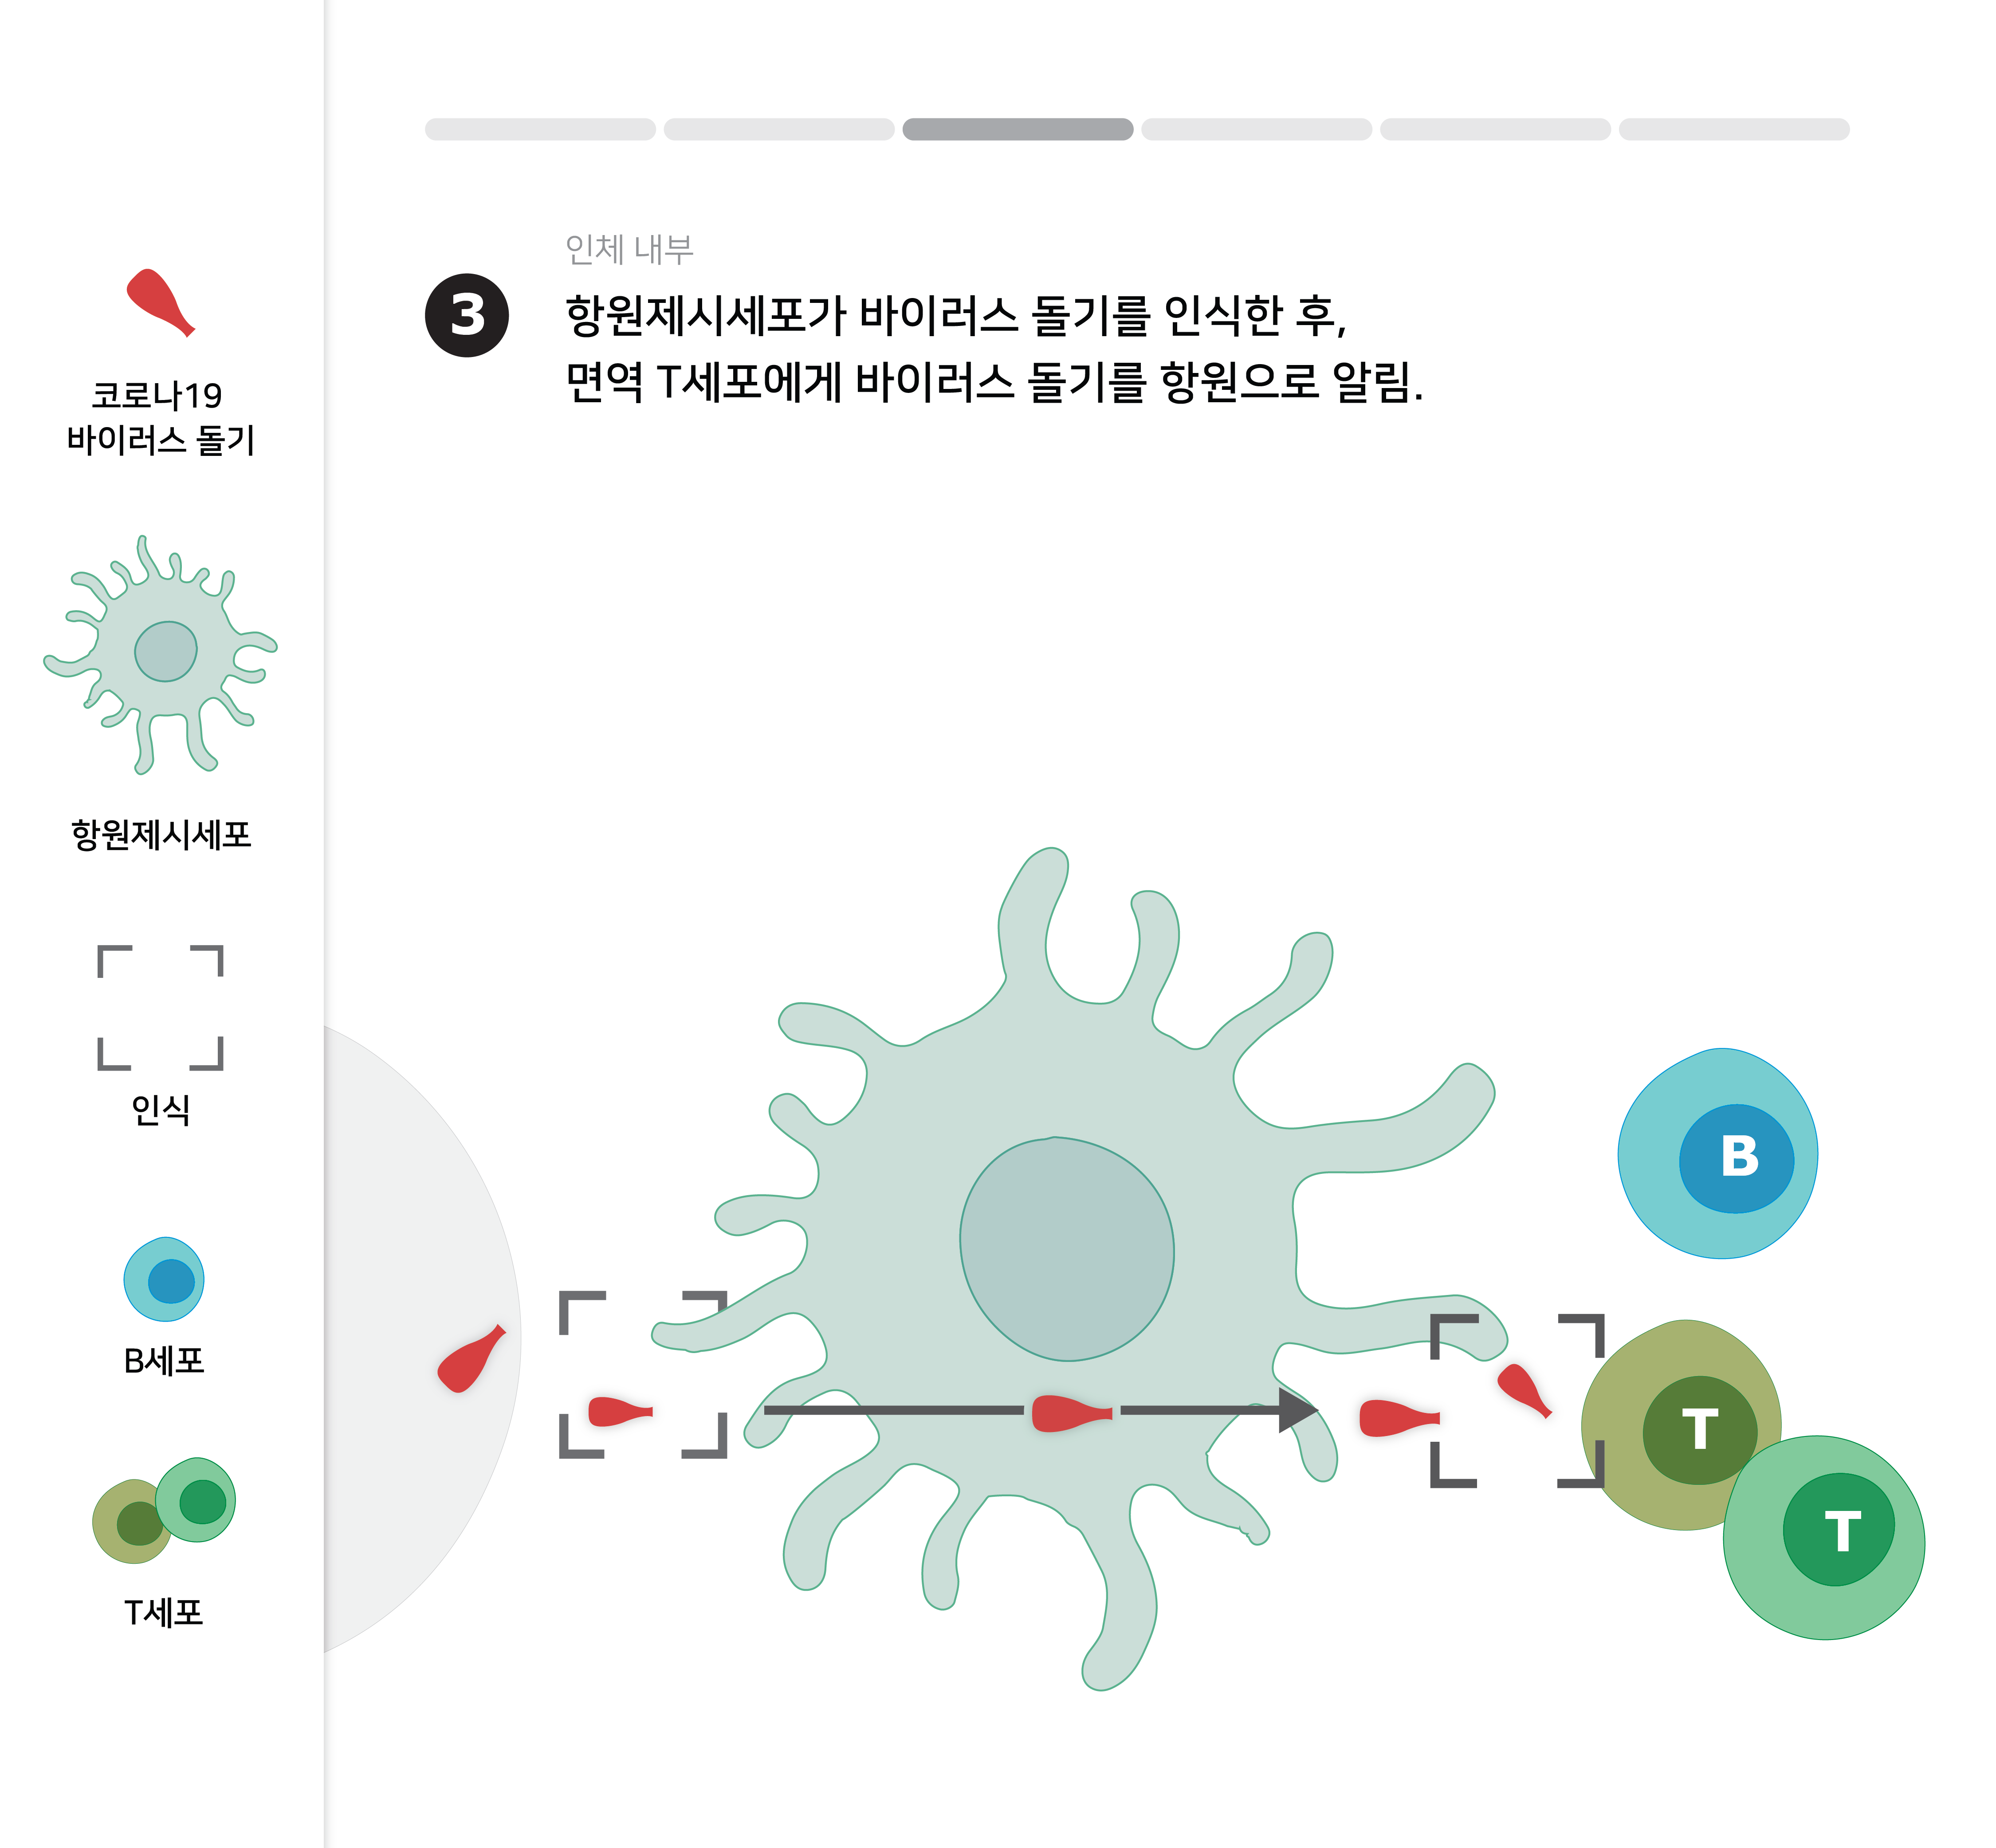 코로나19
바이러스 돌기
항원제시세포
인식
B세포
T세포
인체 내부
3
항원제시세포가 바이러스 돌기를 인식한 후,
면역 T세포에게 바이러스 돌기를 항원으로 알림.
B
T
T